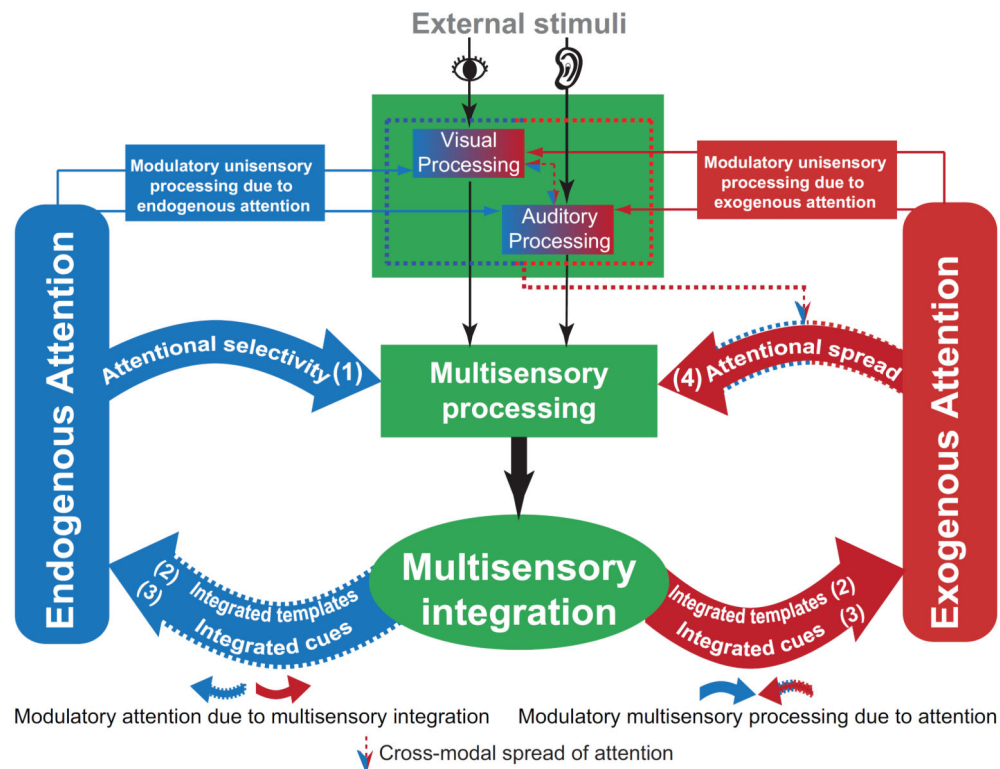 External stimuli
Visual
Processing
Auditory
Processing
Modulatory unisensory
processing due to
endogenous attention
Modulatory unisensory
processing due to
exogenous attention
Endogenous Attention
Exogenous Attention
Attentional selectivity (1)
(4) Attentional spread
Multisensory
processing
Multisensory
integration
(2) Integrated templates
(3) Integrated cues
Integrated templates (2)
Integrated cues (3)
Modulatory attention due to multisensory integration
Modulatory multisensory processing due to attention
Cross-modal spread of attention